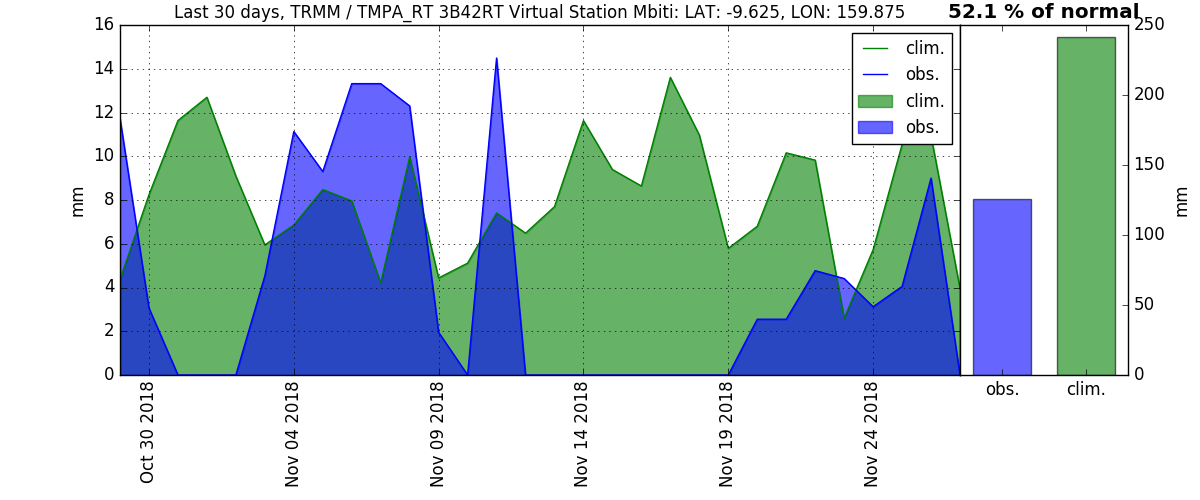 Last 30 days, TRMM / TMPA_RT 3B42RT Virtual Station Mbiti: LAT: -9.625, LON: 159.875
52.1 % of normal
16
14
12
10
8
6
4
2
0
mm
Oct 30 2018
Nov 04 2018
Nov 09 2018
Nov 14 2018
Nov 19 2018
Nov 24 2018
clim.
obs.
clim.
obs.
250
200
150
100
50
0
mm
obs.
clim.